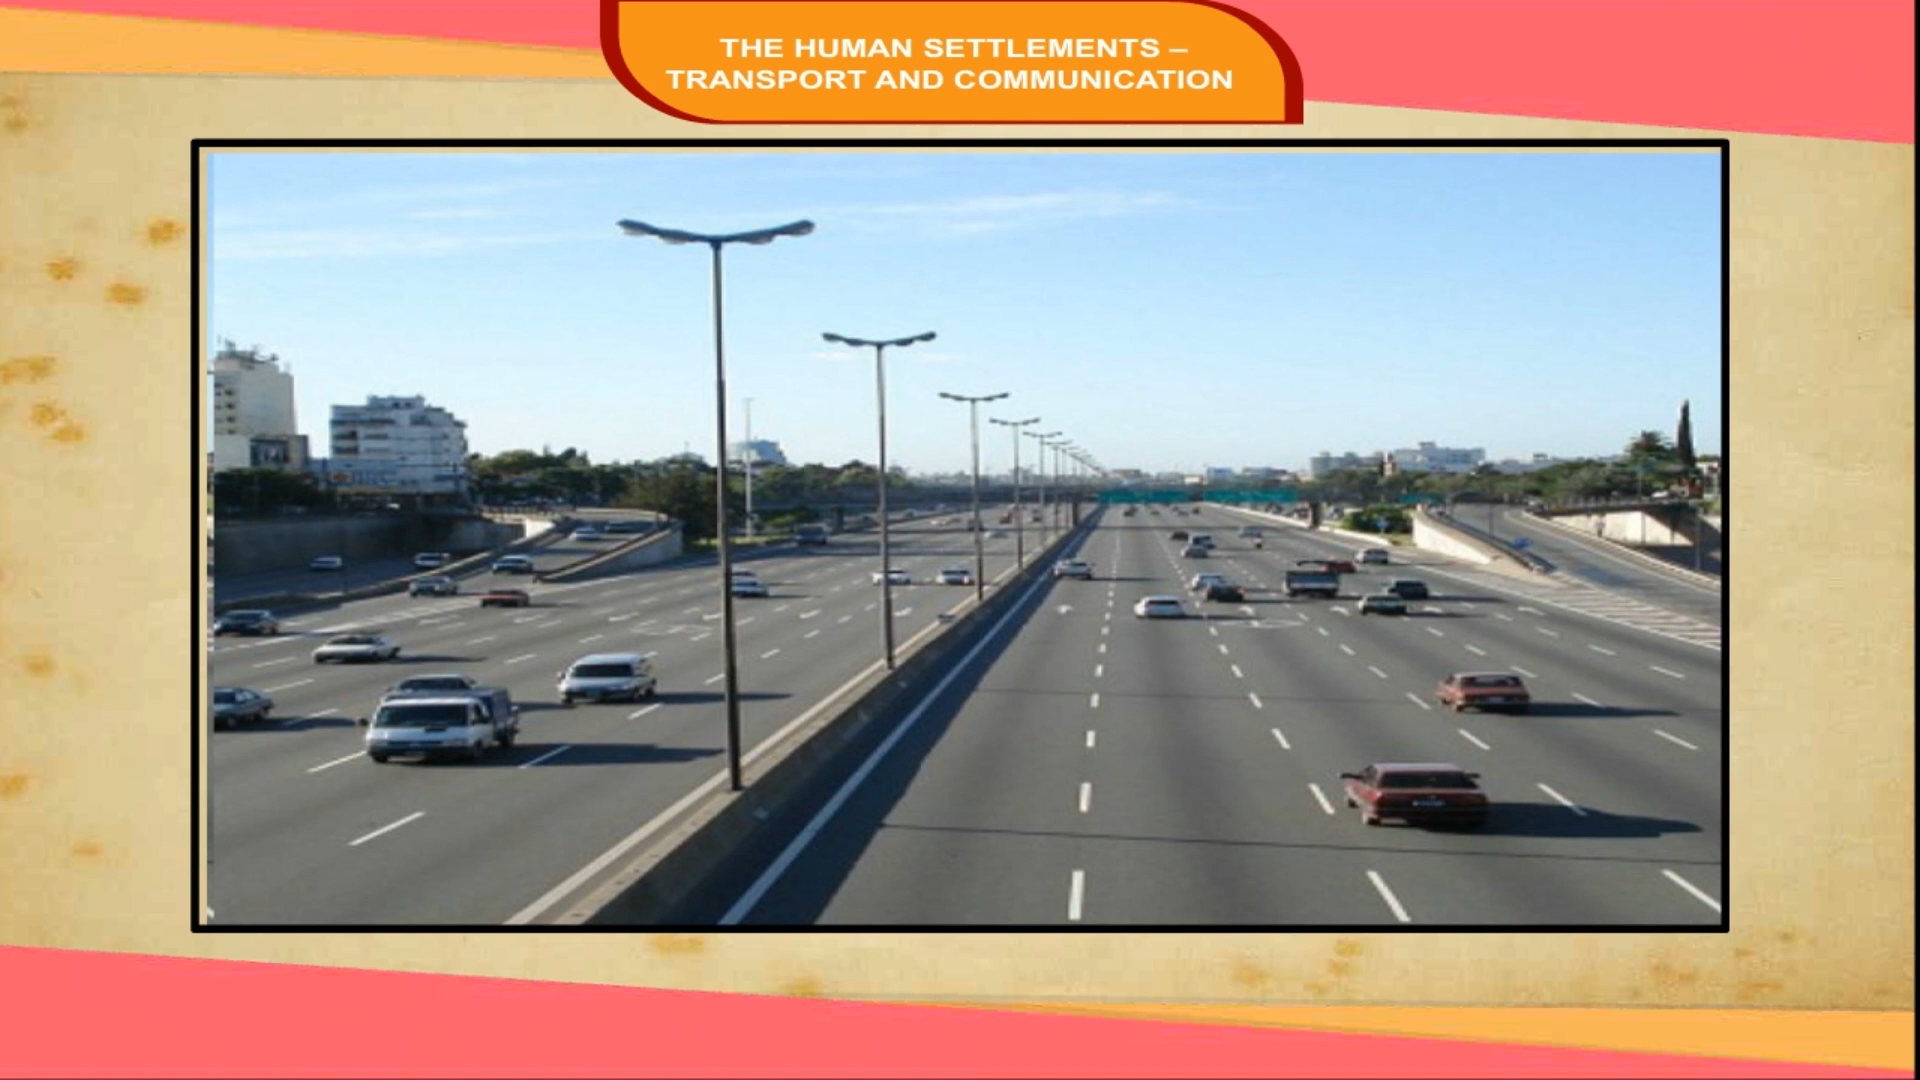 THE HUMAN SETTLEMENTS –
TRANSPORT AND COMMUNICATION